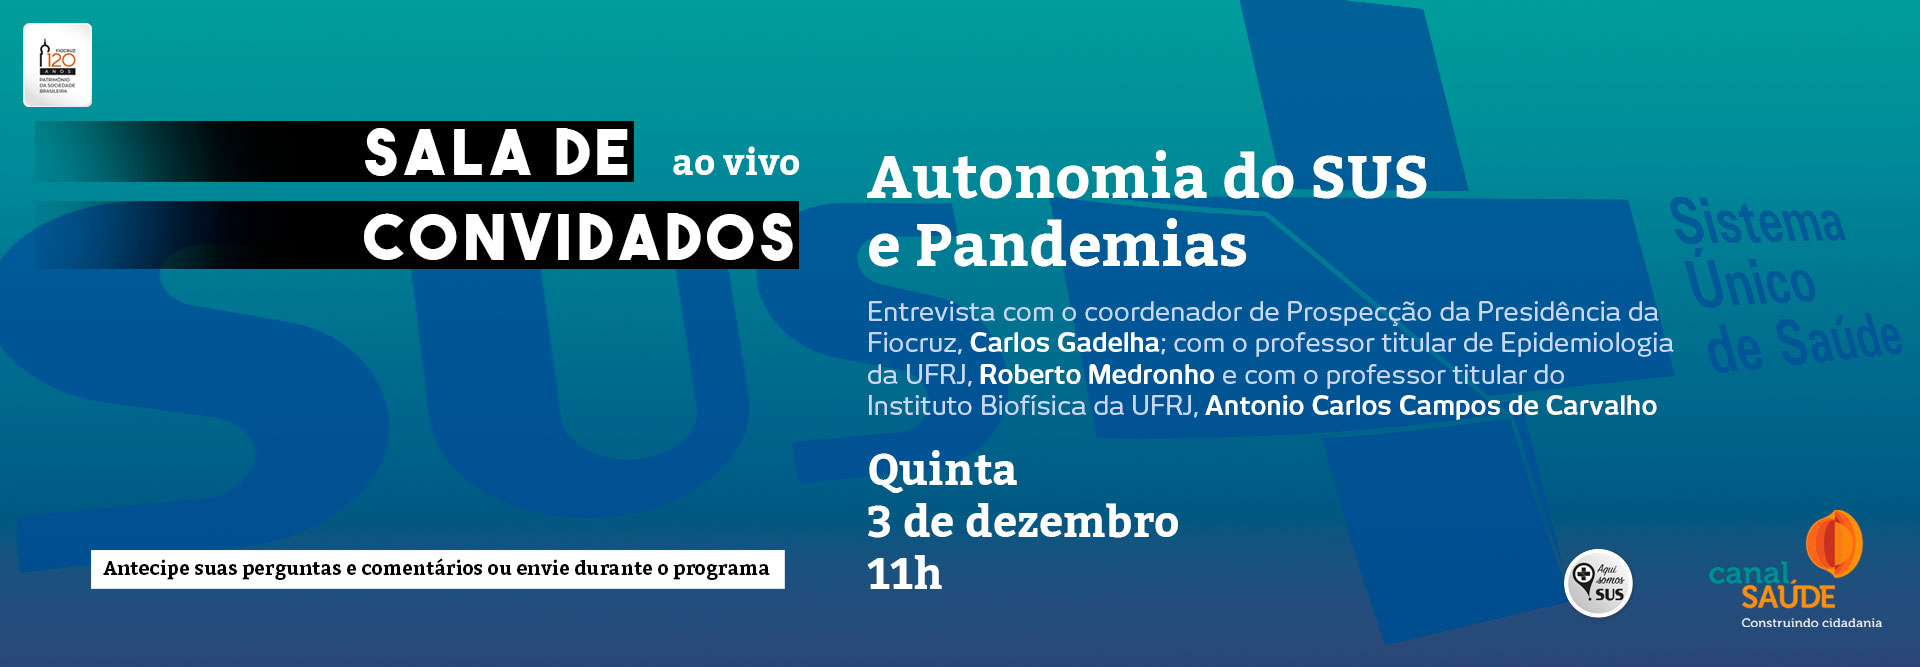 FIOCRUZ
120
ANOS
PATRIMÔNIO
DA SOCIEDADE
BRASILEIRA
SALA DE
ao vivo
CONVIDADOS
Autonomia do SUS
e Pandemias
Entrevista com o coordenador de Prospecção da Presidência da
Fiocruz, Carlos Gadelha; com o professor titular de Epidemiologia
da UFRJ, Roberto Medronho e com o professor titular do
Instituto Biofísica da UFRJ, Antonio Carlos Campos de Carvalho
Quinta
3 de dezembro
11h
Antecipe suas perguntas e comentários ou envie durante o programa
SUS
Sistema
Único
de Saúde
Aqui
somos
SUS
canal
SAÚDE
Construindo cidadania